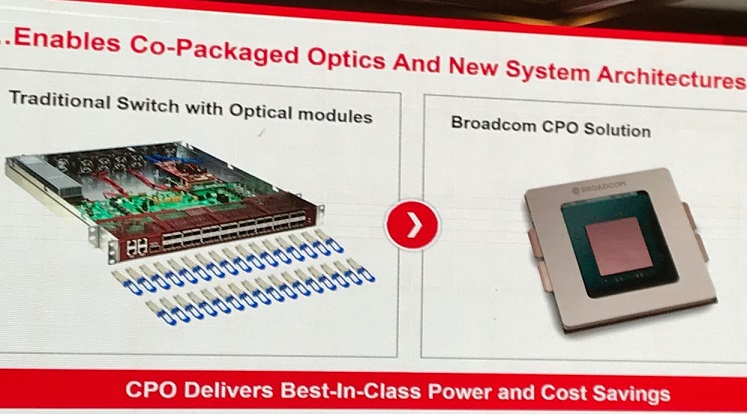 ..Enables Co-Packaged Optics And New System Architectures
Traditional Switch with Optical modules
Broadcom CPO Solution
BROADCOM
CPO Delivers Best-In-Class Power and Cost Savings